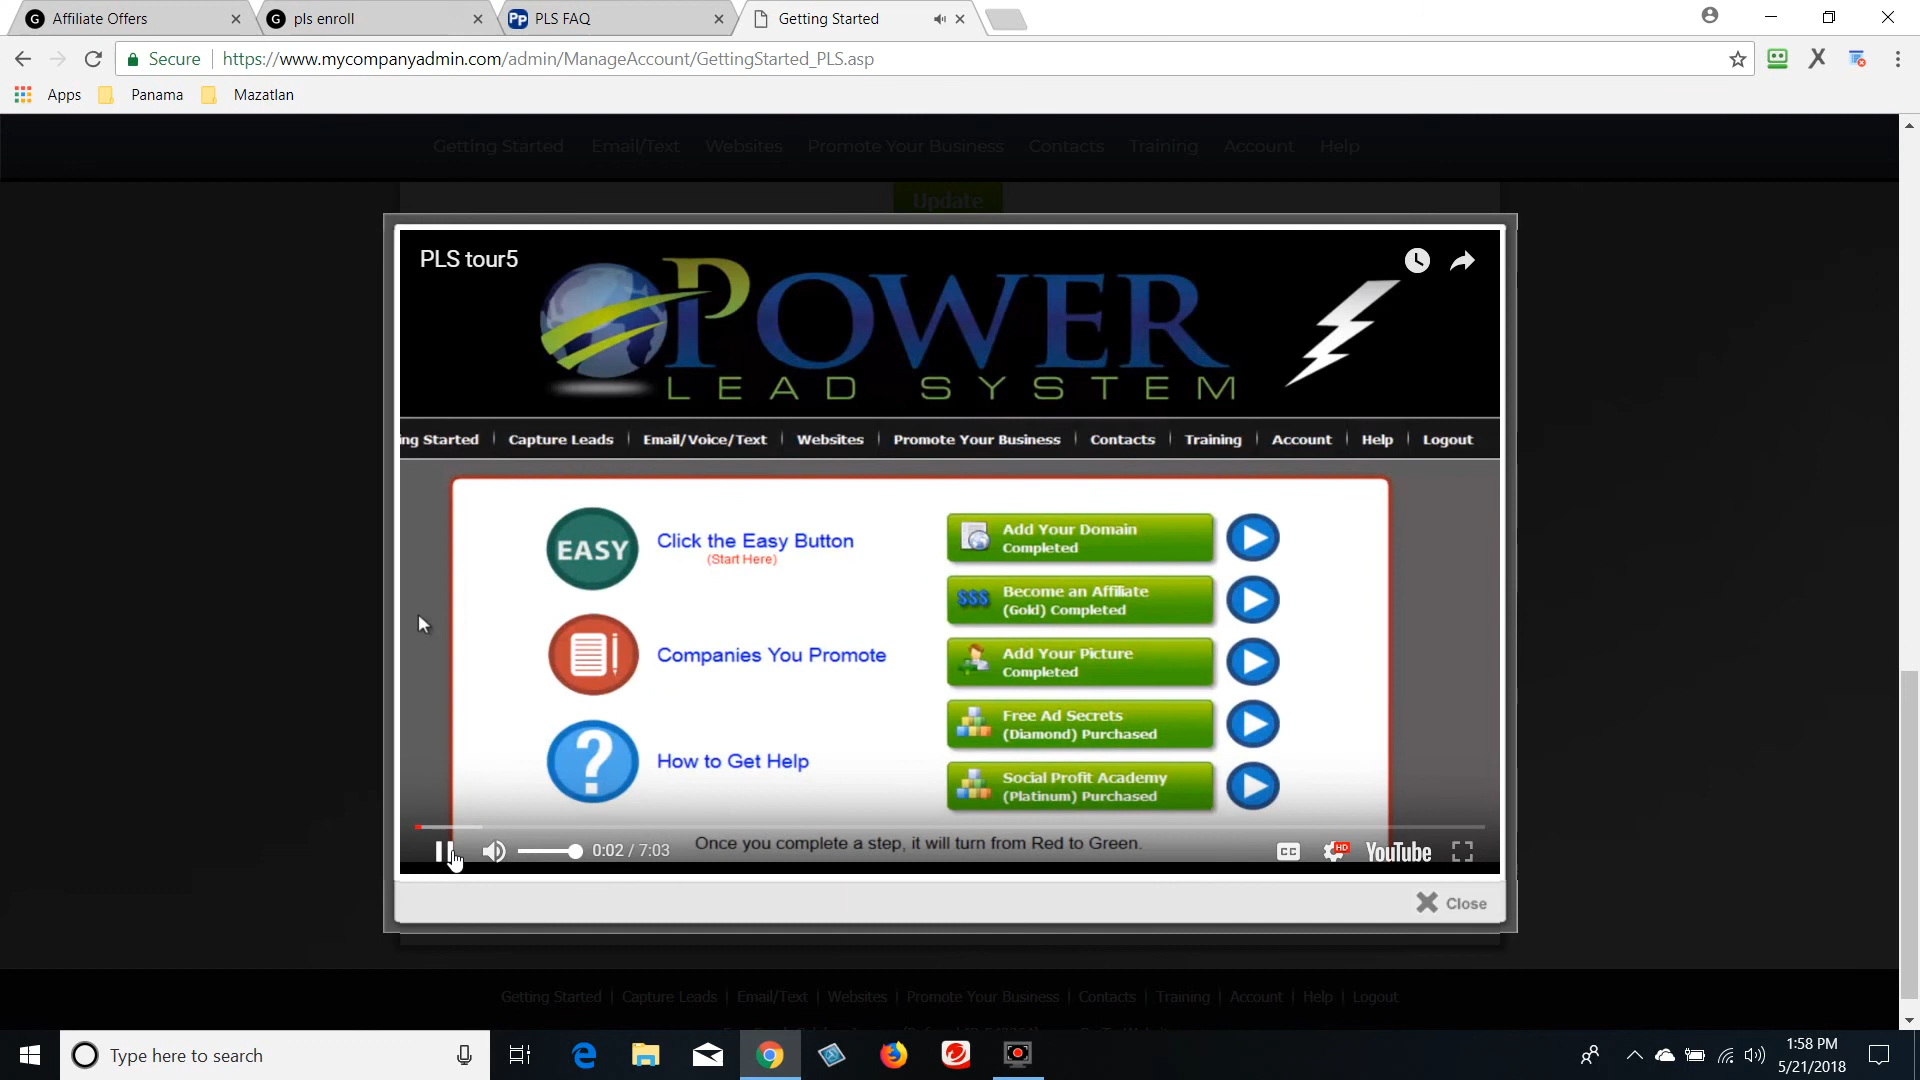 Affiliate Offers
pls enroll
PLS FAQ
Getting Started
Secure
https://www.mycompanyadmin.com/admin/ManageAccount/GettingStarted_PLS.asp
Apps
Panama
Mazatlan
Getting Started Email/Text Websites Promote Your Business Contacts Training Account Help
Update
PLS tour5
POWER
LEAD SYSTEM
ng Started Capture Leads Email/Voice/Text Websites Promote Your Business Contacts Training Account Help Logout
EASY
Click the Easy Button
(Start Here)
Companies You Promote
?
How to Get Help
Add Your Domain
Completed
$$$
Become an Affiliate
(Gold) Completed
Add Your Picture
Completed
Free Ad Secrets
(Diamond) Purchased
Social Profit Academy
(Platinum) Purchased
Once you complete a step, it will turn from Red to Green.
0:02 / 7:03
CC
HD
YouTube
Close
Getting Started | Capture Leads | Email/Text | Websites | Promote Your Business | Contacts | Training | Account | Help | Logout
Type here to search
1:58 PM
5/21/2018